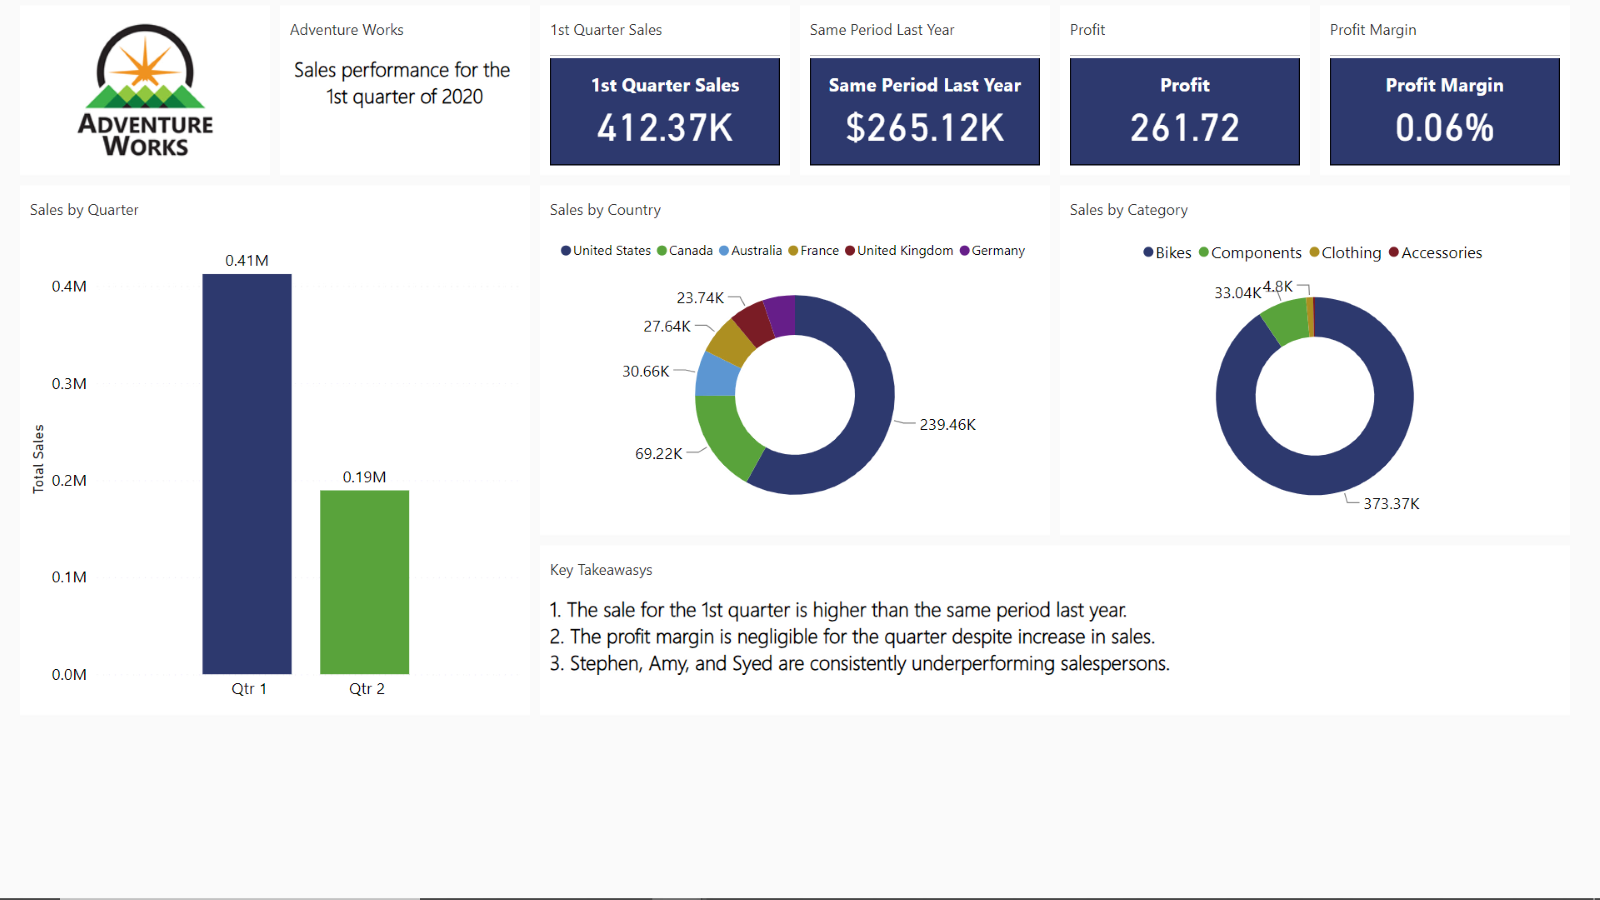 ADVENTURE
WORKS
Adventure Works
Sales performance for the
1st quarter of 2020
1st Quarter Sales
1st Quarter Sales
412.37K
Same Period Last Year
Same Period Last Year
$265.12K
Profit
Profit
261.72
Profit Margin
Profit Margin
0.06%
Sales by Quarter
Total Sales
0.4M
0.3M
0.2M
0.1M
0.0M
0.41M
0.19M
Qtr 1
Qtr 2
Sales by Country
United States Canada Australia France United Kingdom Germany
23.74K
27.64K
30.66K
69.22K
239.46K
Sales by Category
Bikes Components Clothing Accessories
33.04K
4.8K
373.37K
Key Takeawasys
1. The sale for the 1st quarter is higher than the same period last year.
2. The profit margin is negligible for the quarter despite increase in sales.
3. Stephen, Amy, and Syed are consistently underperforming salespersons.